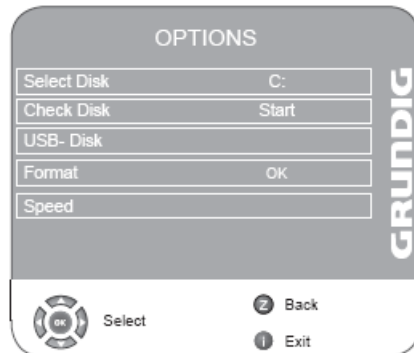 OPTIONS
Select Disk C:
Check Disk Start
USB- Disk
Format OK
Speed
GRUNDIG
OK Select
Z Back
i Exit